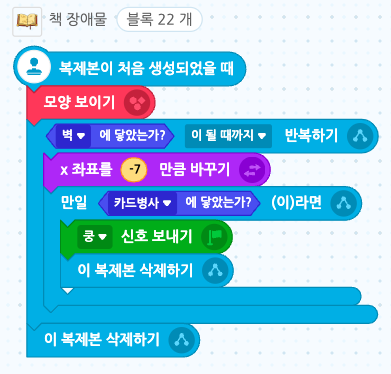 책 장애물 블록 22 개
복제본이 처음 생성되었을 때
모양 보이기
벽 에 닿았는가? 이 될 때까지 반복하기
x 좌표를 -7 만큼 바꾸기
만일 카드병사 에 닿았는가? (이)라면
쿵 신호 보내기
이 복제본 삭제하기
이 복제본 삭제하기